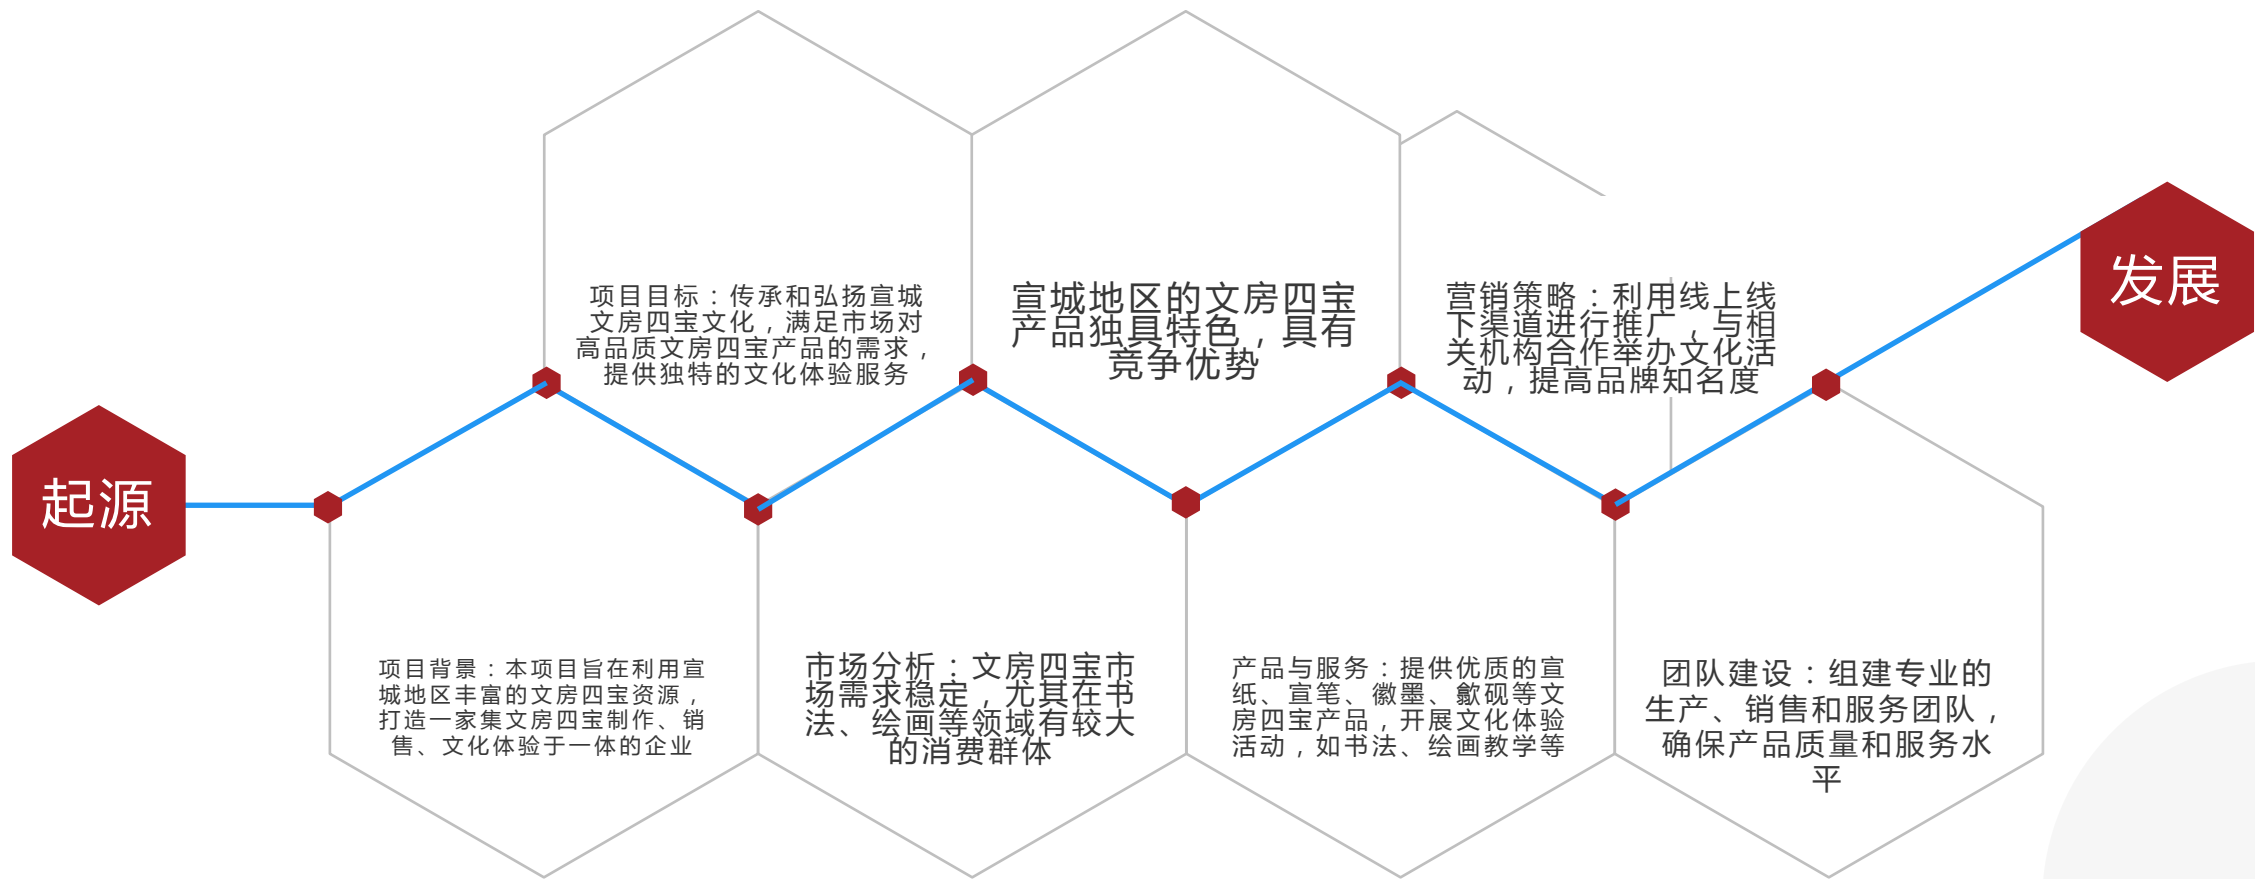 起源
项目背景：本项目旨在利用宣
城地区丰富的文房四宝资源，
打造一家集文房四宝制作、销
售、文化体验于一体的企业
项目目标：传承和弘扬宣城
文房四宝文化，满足市场对
高品质文房四宝产品的需求，
提供独特的文化体验服务
市场分析：文房四宝市
场需求稳定，尤其在书
法、绘画等领域有较大
的消费群体
宣城地区的文房四宝
产品独具特色，具有
竞争优势
产品与服务：提供优质的宣
纸、宣笔、徽墨、歙砚等文
房四宝产品，开展文化体验
活动，如书法、绘画教学等
营销策略：利用线上线
下渠道进行推广，与相
关机构合作举办文化活
动，提高品牌知名度
团队建设：组建专业的
生产、销售和服务团队，
确保产品质量和服务水
平
发展